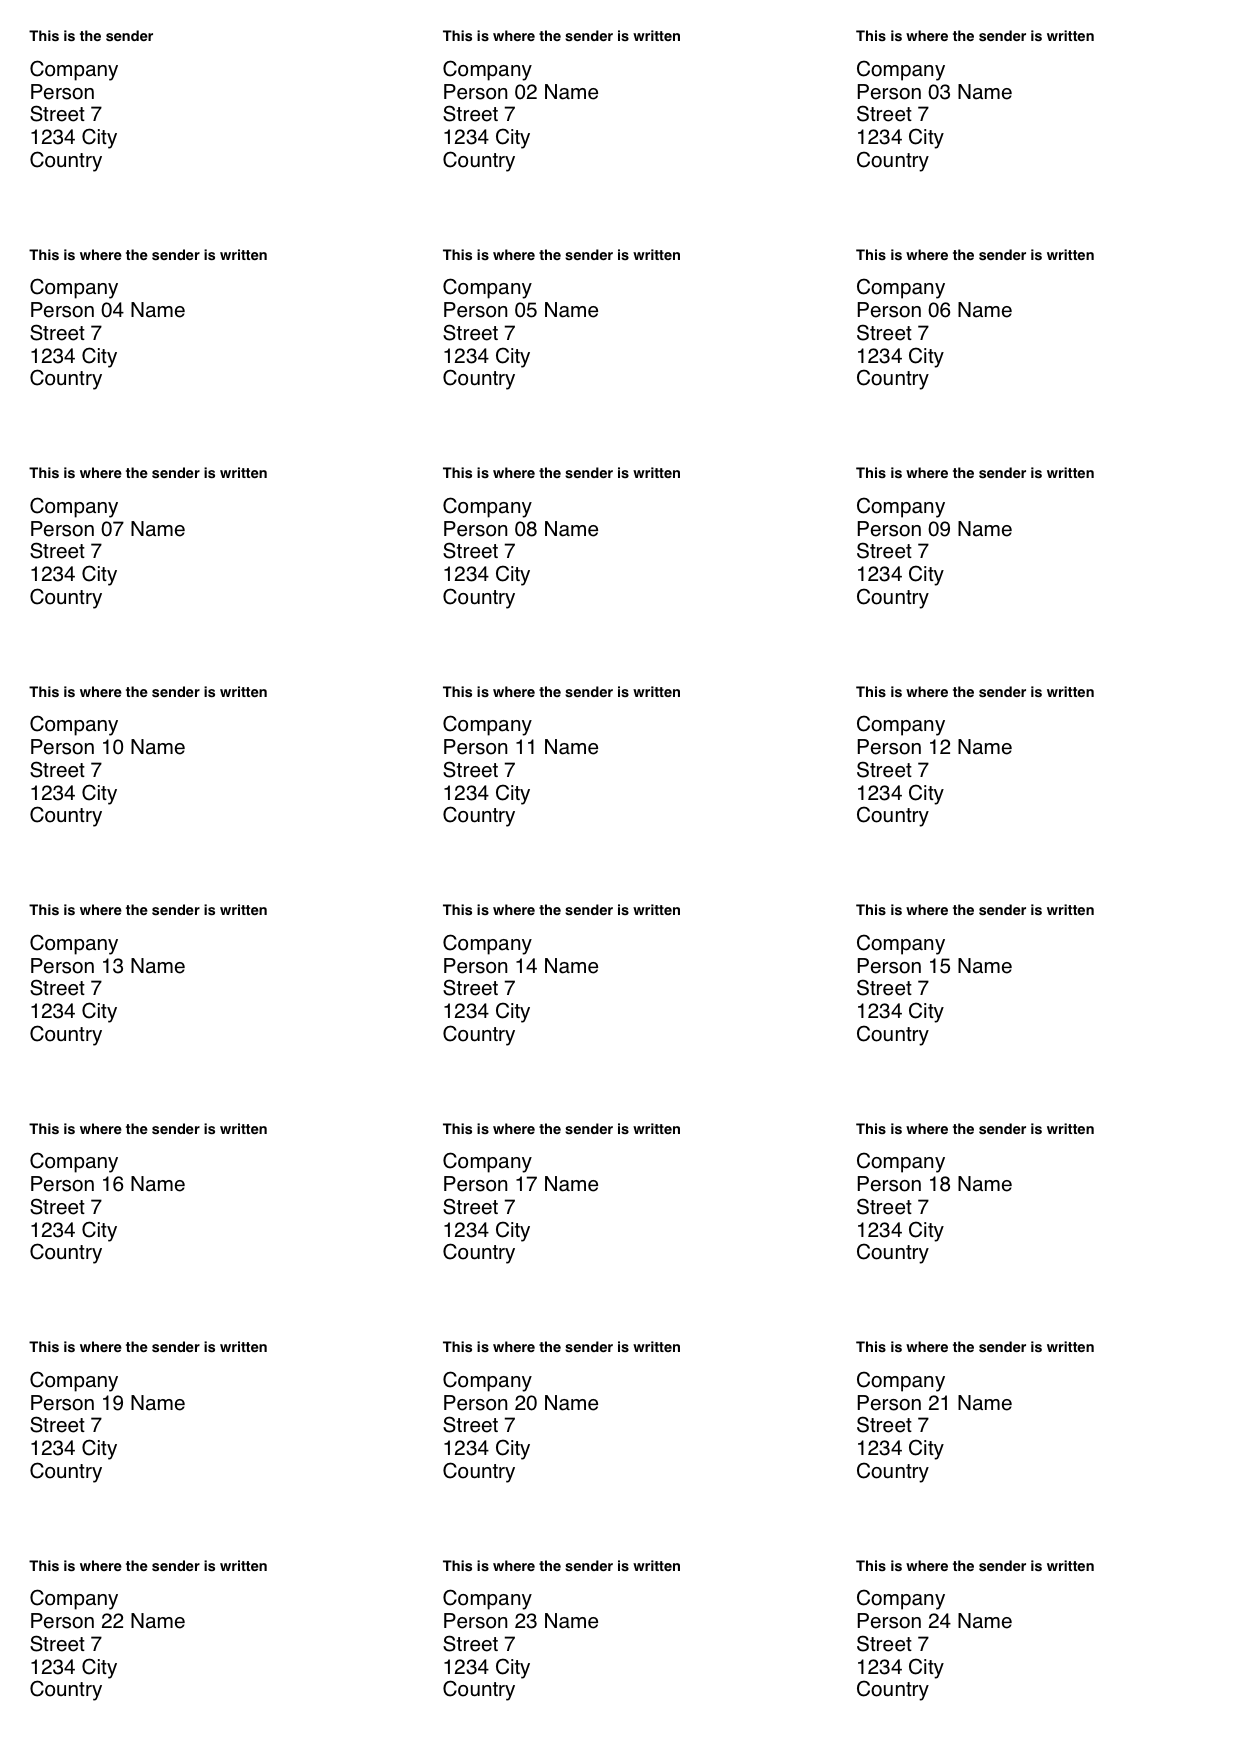 This is the sender
Company
Person
Street 7
1234 City
Country
This is where the sender is written
Company
Person 02 Name
Street 7
1234 City
Country
This is where the sender is written
Company
Person 03 Name
Street 7
1234 City
Country
This is where the sender is written
Company
Person 04 Name
Street 7
1234 City
Country
This is where the sender is written
Company
Person 05 Name
Street 7
1234 City
Country
This is where the sender is written
Company
Person 06 Name
Street 7
1234 City
Country
This is where the sender is written
Company
Person 07 Name
Street 7
1234 City
Country
This is where the sender is written
Company
Person 08 Name
Street 7
1234 City
Country
This is where the sender is written
Company
Person 09 Name
Street 7
1234 City
Country
This is where the sender is written
Company
Person 10 Name
Street 7
1234 City
Country
This is where the sender is written
Company
Person 11 Name
Street 7
1234 City
Country
This is where the sender is written
Company
Person 12 Name
Street 7
1234 City
Country
This is where the sender is written
Company
Person 13 Name
Street 7
1234 City
Country
This is where the sender is written
Company
Person 14 Name
Street 7
1234 City
Country
This is where the sender is written
Company
Person 15 Name
Street 7
1234 City
Country
This is where the sender is written
Company
Person 16 Name
Street 7
1234 City
Country
This is where the sender is written
Company
Person 17 Name
Street 7
1234 City
Country
This is where the sender is written
Company
Person 18 Name
Street 7
1234 City
Country
This is where the sender is written
Company
Person 19 Name
Street 7
1234 City
Country
This is where the sender is written
Company
Person 20 Name
Street 7
1234 City
Country
This is where the sender is written
Company
Person 21 Name
Street 7
1234 City
Country
This is where the sender is written
Company
Person 22 Name
Street 7
1234 City
Country
This is where the sender is written
Company
Person 23 Name
Street 7
1234 City
Country
This is where the sender is written
Company
Person 24 Name
Street 7
1234 City
Country